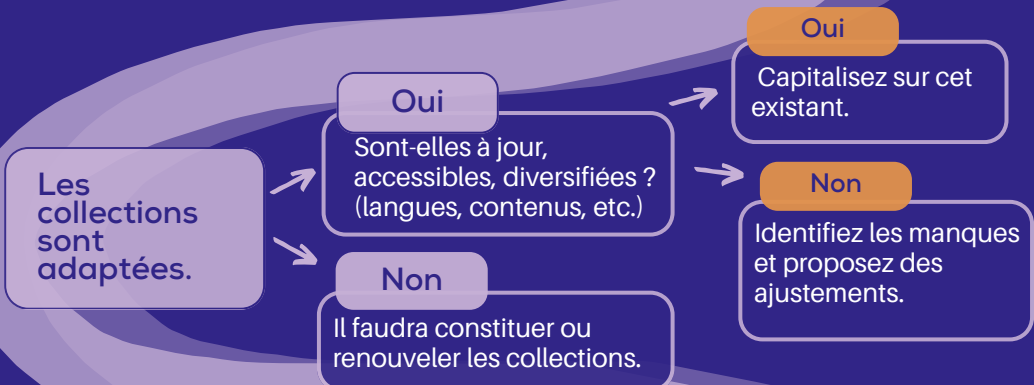 Les
collections
sont
adaptées.
Oui
Sont-elles à jour,
accessibles, diversifiées ?
(langues, contenus, etc.)
Non
Il faudra constituer ou
renouveler les collections.
Oui
Capitalisez sur cet
existant.
Non
Identifiez les manques
et proposez des
ajustements.